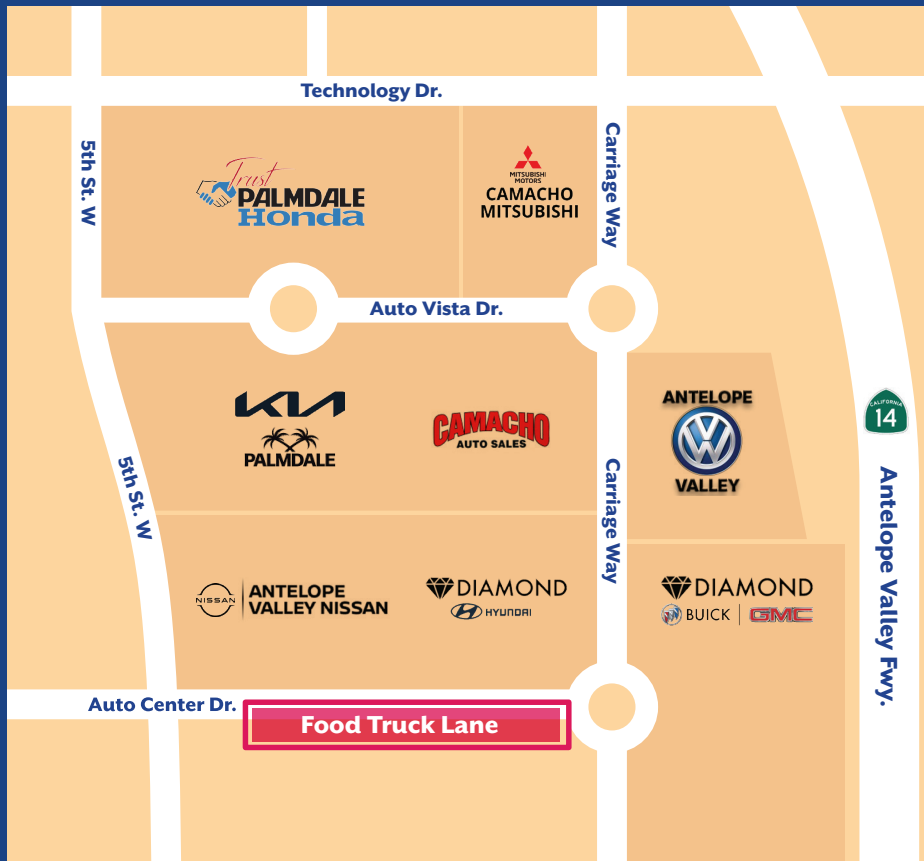 Technology Dr.
5th St. W
Trust
PALMDALE
Honda
MITSUBISHI
MOTORS
CAMACHO
MITSUBISHI
Carriage Way
Auto Vista Dr.
KIA
PALMDALE
CAMACHO
AUTO SALES
ANTELOPE
VALLEY
CALIFORNIA
14
5th St. W
Carriage Way
Antelope Valley Fwy.
NISSAN
ANTELOPE
VALLEY NISSAN
DIAMOND
HYUNDAI
DIAMOND
BUICK GMC
Auto Center Dr.
Food Truck Lane